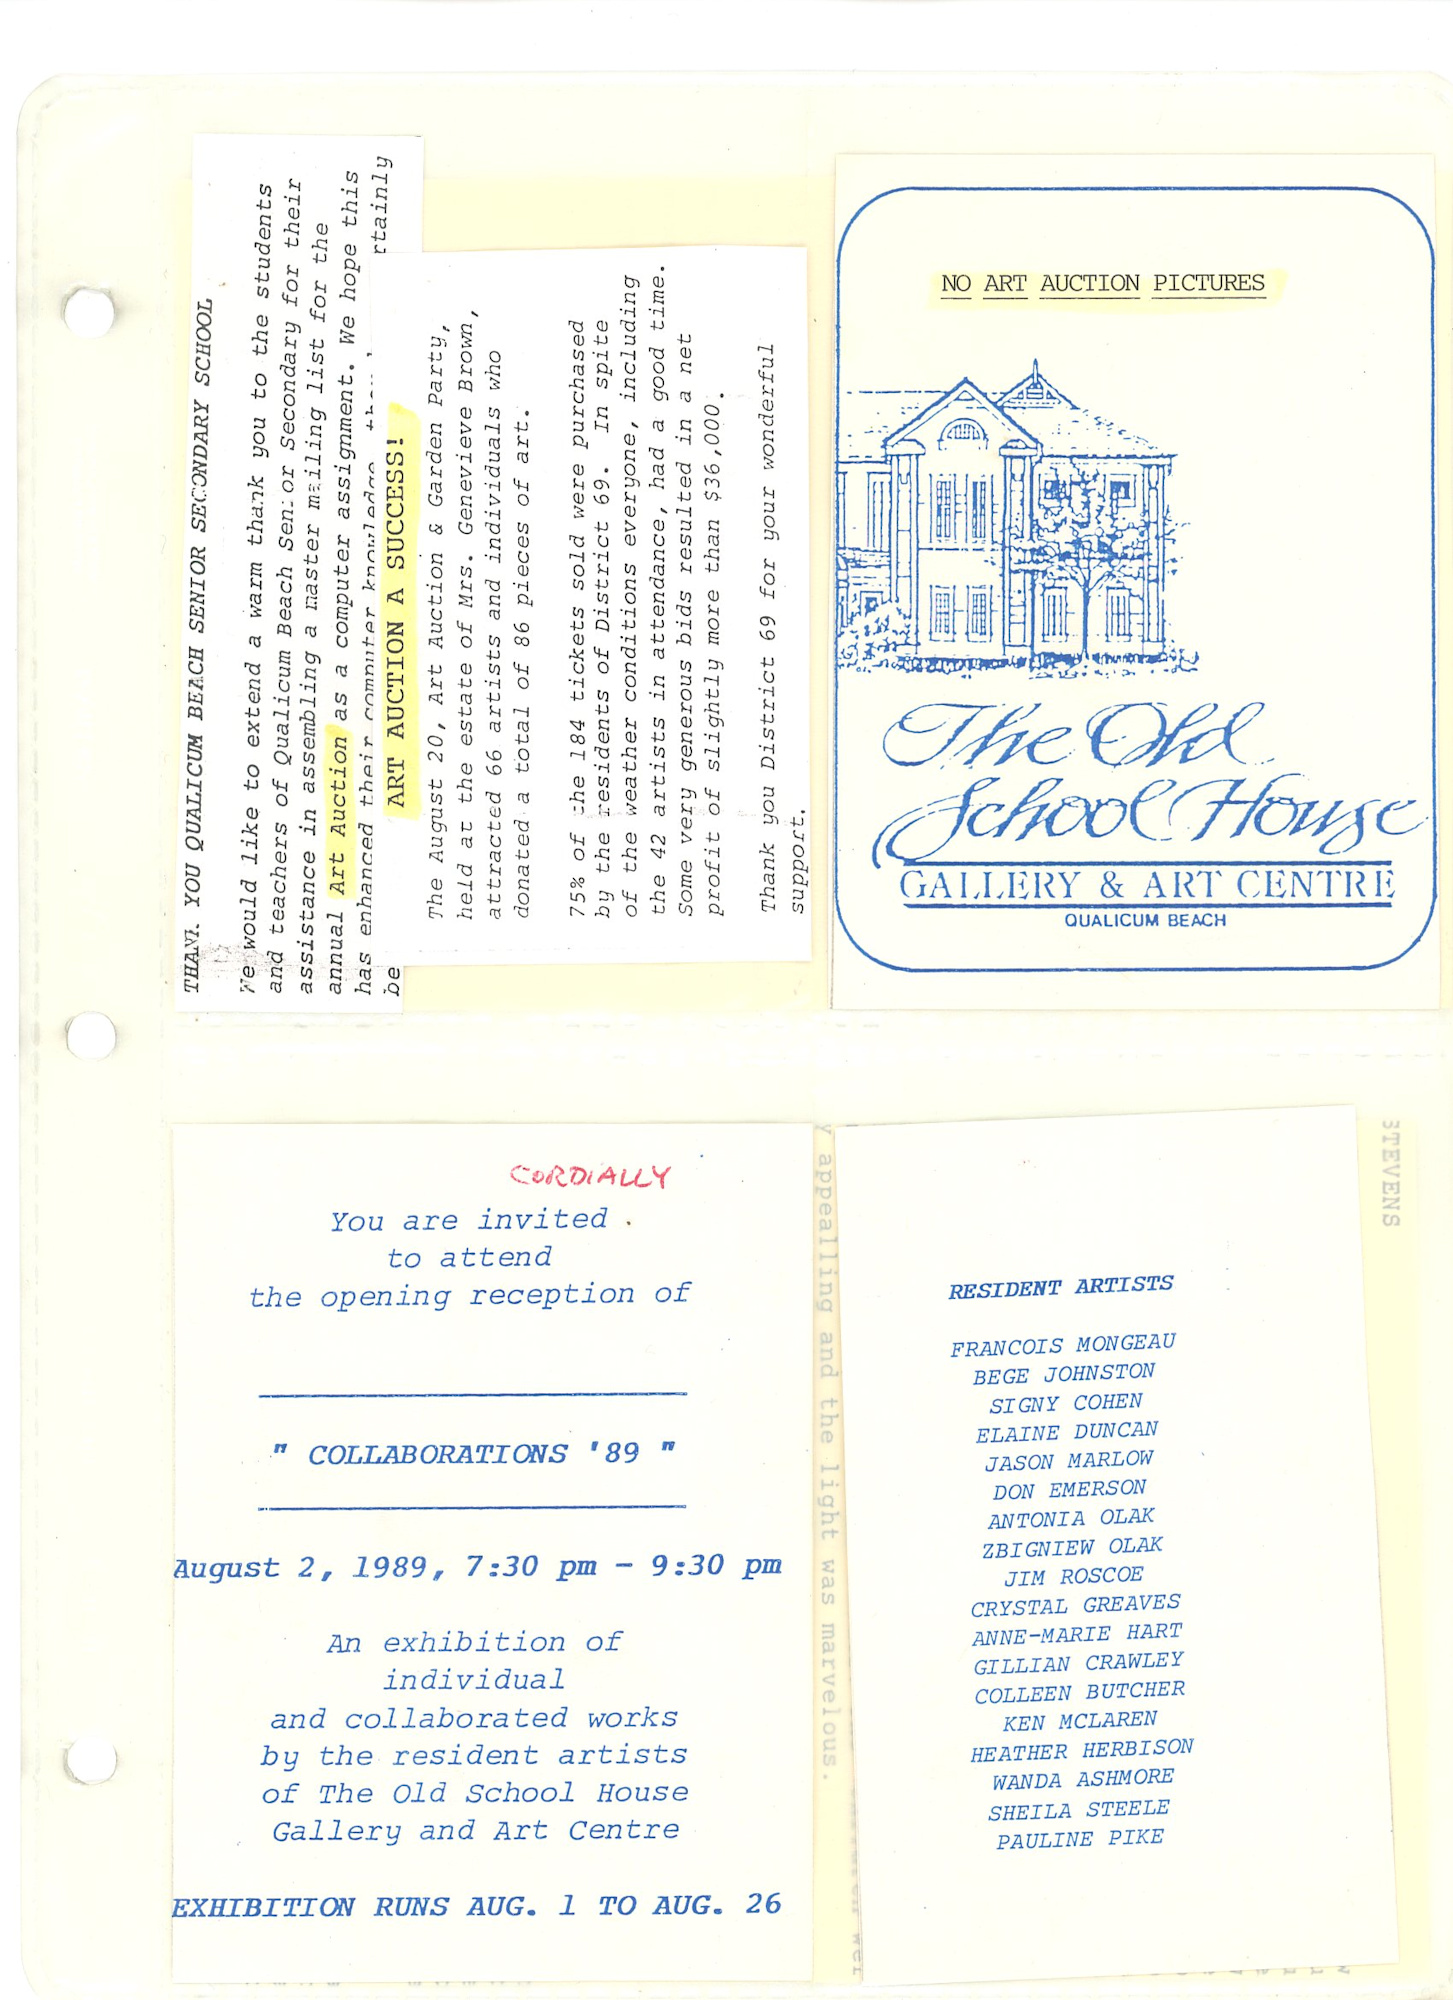 THANK YOU QUALICUM BEACH SENIOR SECONDARY SCHOOL
We would like to extend a warm thank you to the students
and teachers of Qualicum Beach Senior Secondary for their
assistance in assembling a master mailing list for the
annual Art Auction as a computer assignment. We hope this
has enhanced their computer knowledge
be rtainly
ART AUCTION A SUCCESS!
The August 20, Art Auction & Garden Party,
held at the estate of Mrs. Genevieve Brown,
attracted 66 artists and individuals who
donated a total of 86 pieces of art.
75% of the 184 tickets sold were purchased
by the residents of District 69. In spite
of the weather conditions everyone, including
the 42 artists in attendance, had a good time.
Some very generous bids resulted in a net
profit of slightly more than $36,000.
Thank you District 69 for your wonderful
support.
NO ART AUCTION PICTURES
The Old
School House
GALLERY & ART CENTRE
QUALICUM BEACH
CORDIALLY
You are invited
to attend
the opening reception of
" COLLABORATIONS '89 "
August 2, 1989, 7:30 pm - 9:30 pm
An exhibition of
individual
and collaborated works
by the resident artists
of The Old School House
Gallery and Art Centre
EXHIBITION RUNS AUG. 1 TO AUG. 26
y appealling and the light was marvelous.
RESIDENT ARTISTS
FRANCOIS MONGEAU
BEGE JOHNSTON
SIGNY COHEN
ELAINE DUNCAN
JASON MARLOW
DON EMERSON
ANTONIA OLAK
ZBIGNIEW OLAK
JIM ROSCOE
CRYSTAL GREAVES
ANNE-MARIE HART
GILLIAN CRAWLEY
COLLEEN BUTCHER
KEN MCLAREN
HEATHER HERBISON
WANDA ASHMORE
SHEILA STEELE
PAULINE PIKE
STEVENS